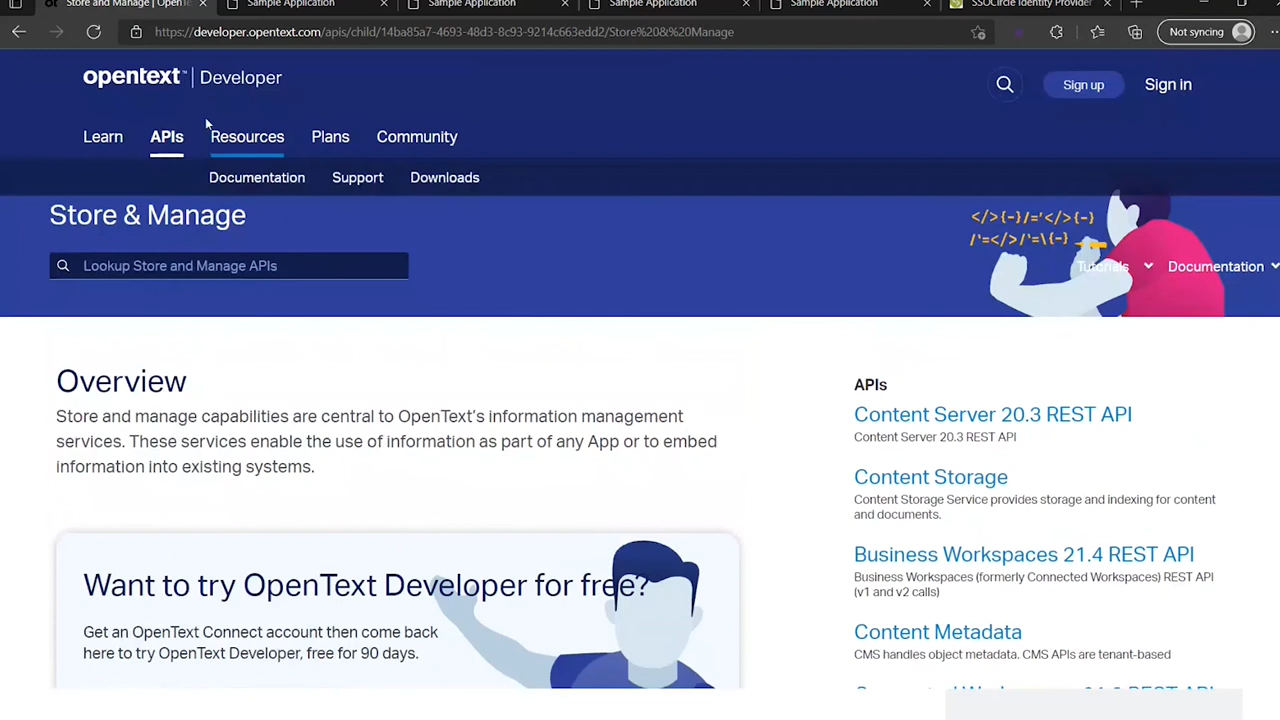 Store and Manage | OpenTe
Sample Application
Sample Application
Sample Application
Sample Application
SSOCircle Identity Provider
https://developer.opentext.com/apis/child/14ba85a7-4693-48d3-8c93-9214c663edd2/Store%20&%20Manage
Not syncing
opentext™ | Developer
Sign up
Sign in
Learn
APIs
Resources
Plans
Community
Documentation
Support
Downloads
Store & Manage
</>{-}/=‘</>{-}
/‘=</>/‘=\{-}
Lookup Store and Manage APIs
Tutorials
Documentation
Overview
Store and manage capabilities are central to OpenText’s information management
services. These services enable the use of information as part of any App or to embed
information into existing systems.
Want to try OpenText Developer for free?
Get an OpenText Connect account then come back
here to try OpenText Developer, free for 90 days.
APIs
Content Server 20.3 REST API
Content Server 20.3 REST API
Content Storage
Content Storage Service provides storage and indexing for content
and documents.
Business Workspaces 21.4 REST API
Business Workspaces (formerly Connected Workspaces) REST API
(v1 and v2 calls)
Content Metadata
CMS handles object metadata. CMS APIs are tenant-based